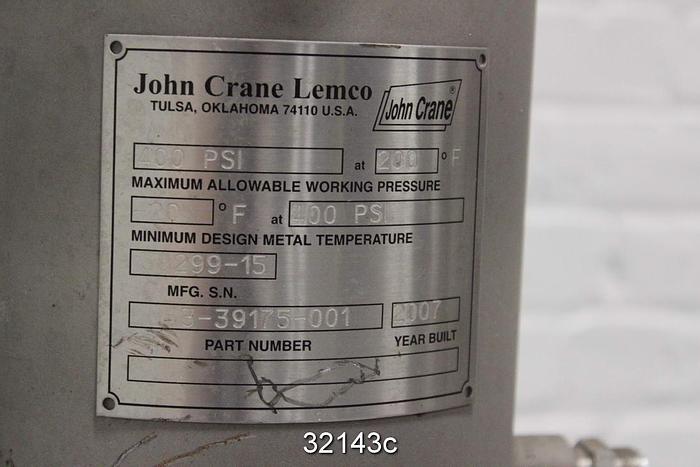 John Crane Lemco
TULSA, OKLAHOMA 74110 U.S.A.
John Crane®
400 PSI at 200 °F
MAXIMUM ALLOWABLE WORKING PRESSURE
°F at 400 PSI
MINIMUM DESIGN METAL TEMPERATURE
299-15
MFG. S.N.
3-39175-001 2007
PART NUMBER YEAR BUILT
32143c